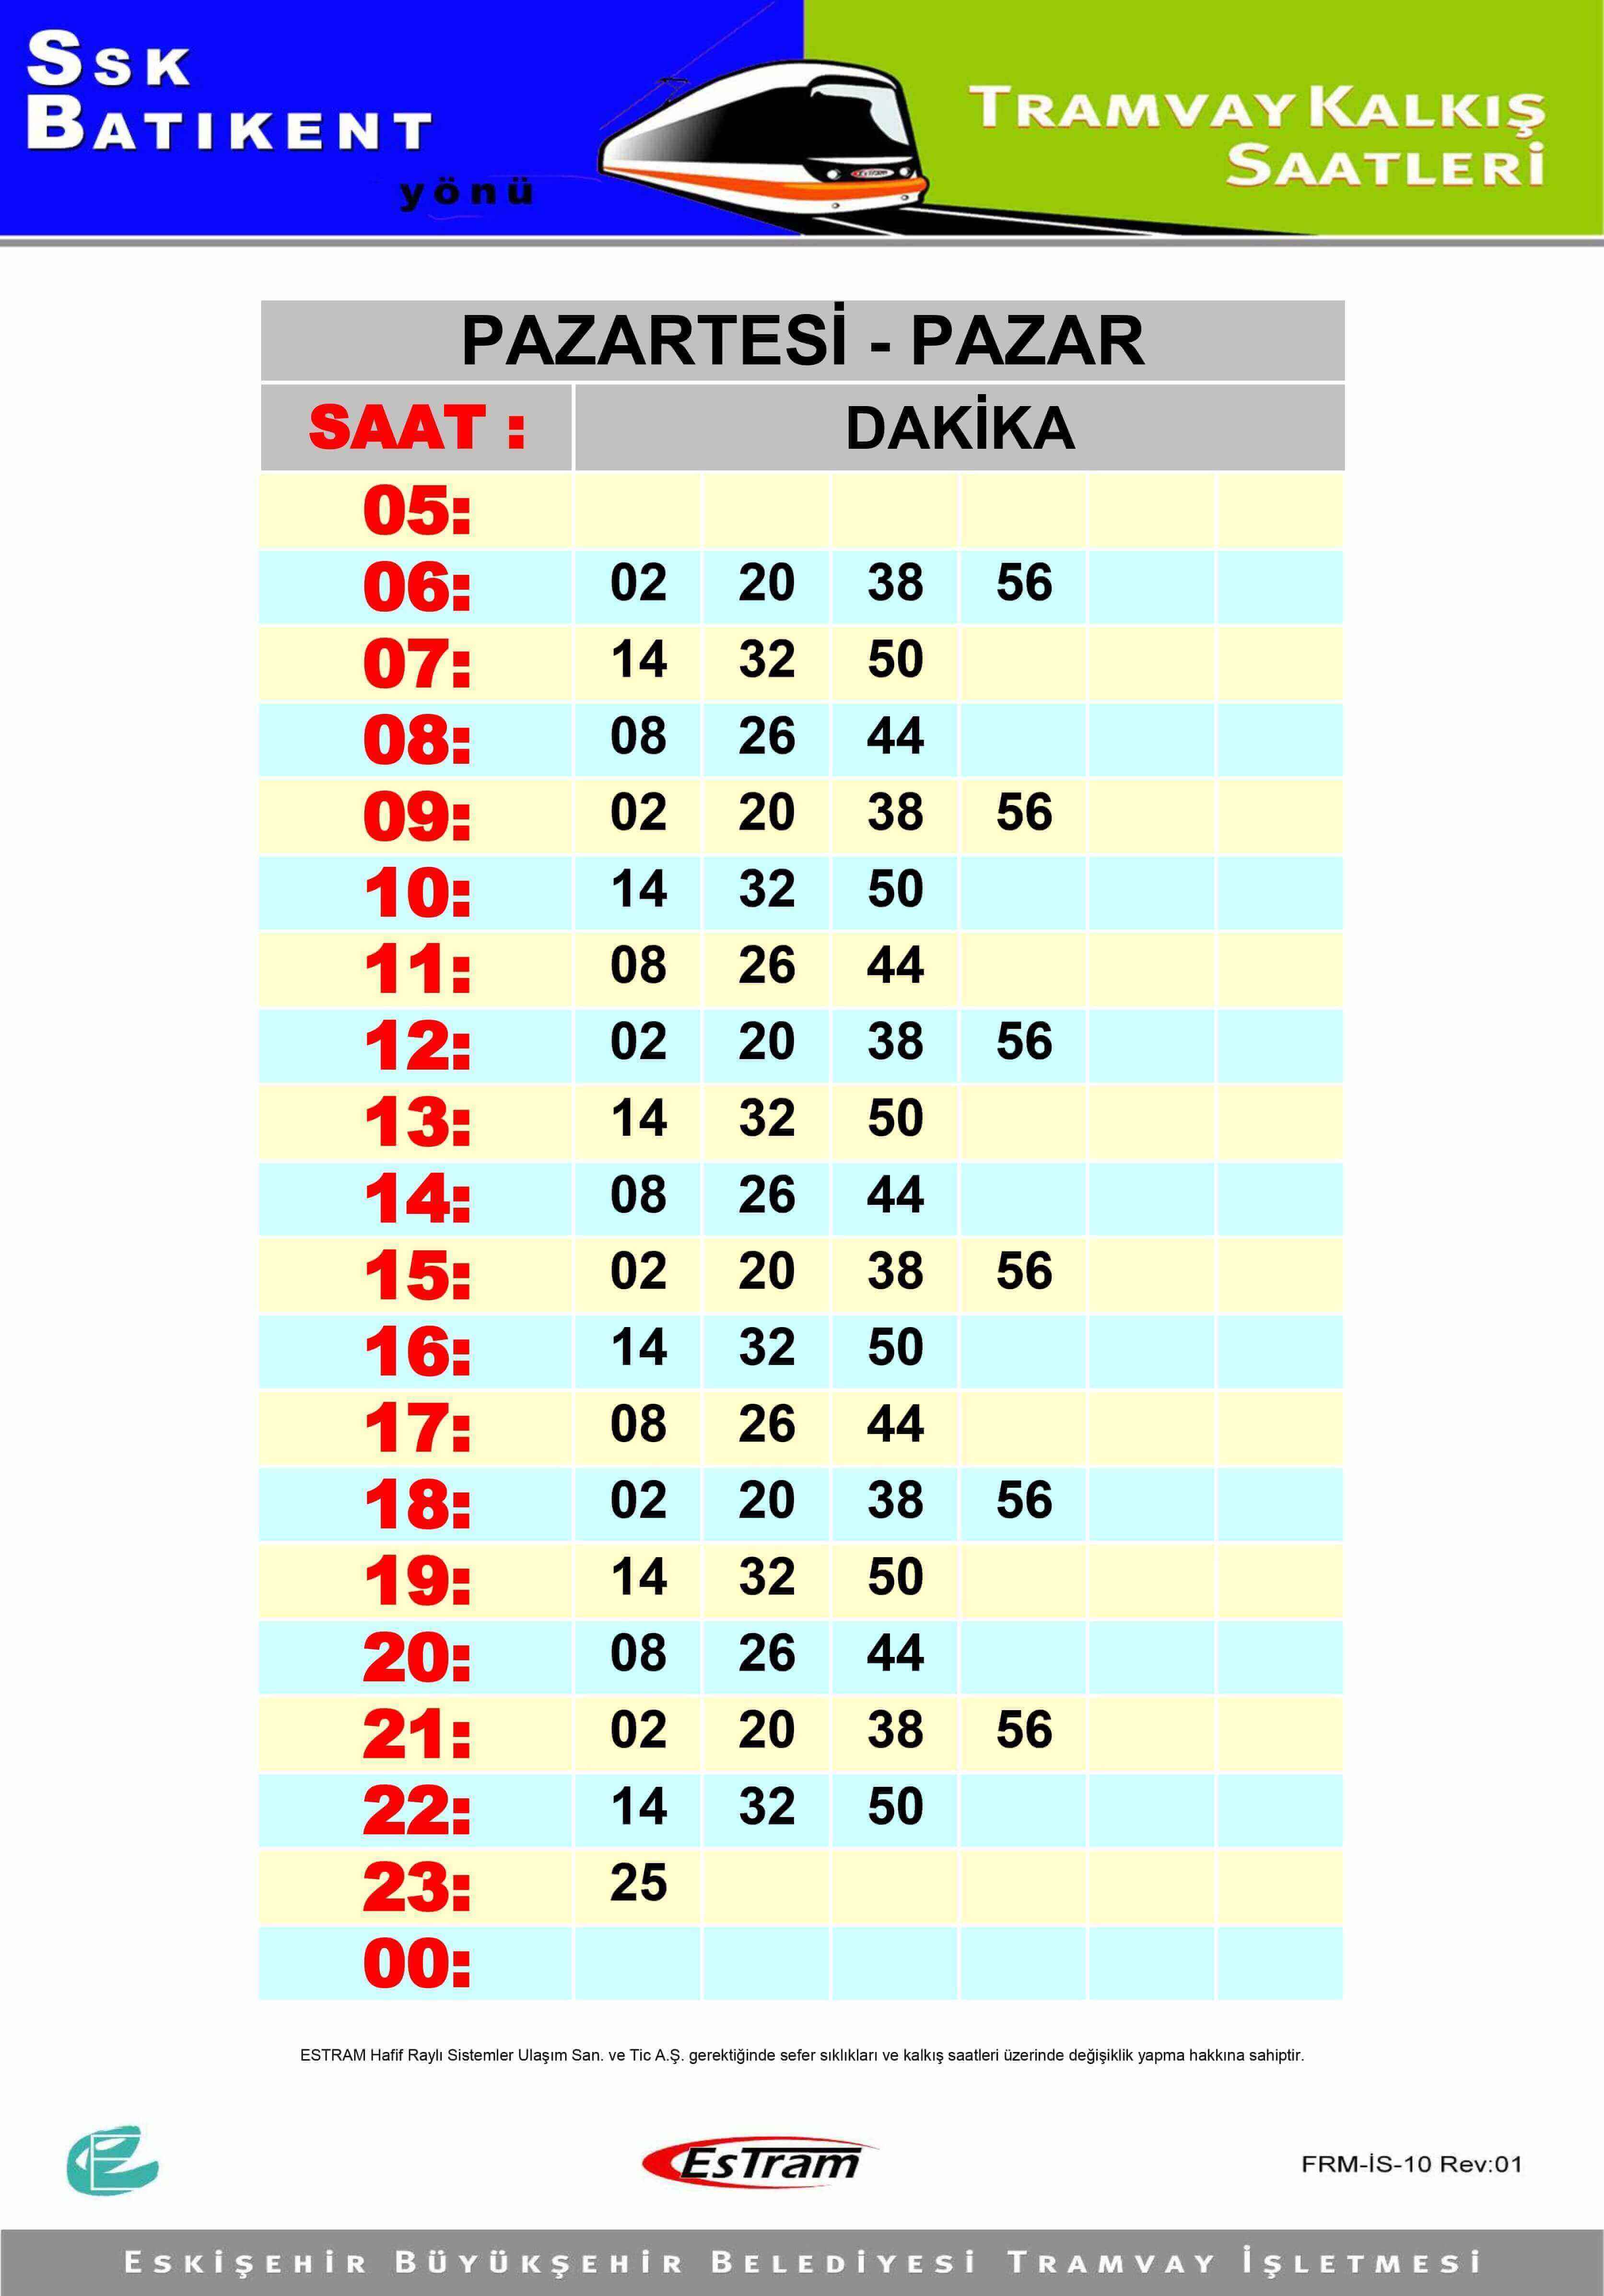 SSK
BATIKENT
yönü
TRAMVAY KALKIŞ
SAATLERİ
EsTram
PAZARTESİ - PAZAR
SAAT : DAKİKA
05:
06: 02 20 38 56
07: 14 32 50
08: 08 26 44
09: 02 20 38 56
10: 14 32 50
11: 08 26 44
12: 02 20 38 56
13: 14 32 50
14: 08 26 44
15: 02 20 38 56
16: 14 32 50
17: 08 26 44
18: 02 20 38 56
19: 14 32 50
20: 08 26 44
21: 02 20 38 56
22: 14 32 50
23: 25
00:
ESTRAM Hafif Raylı Sistemler Ulaşım San. ve Tic A.Ş. gerektiğinde sefer sıklıkları ve kalkış saatleri üzerinde değişiklik yapma hakkına sahiptir.
EsTram
FRM-İS-10 Rev:01
ESKİŞEHİR BÜYÜKŞEHİR BELEDİYESİ TRAMVAY İŞLETMESİ